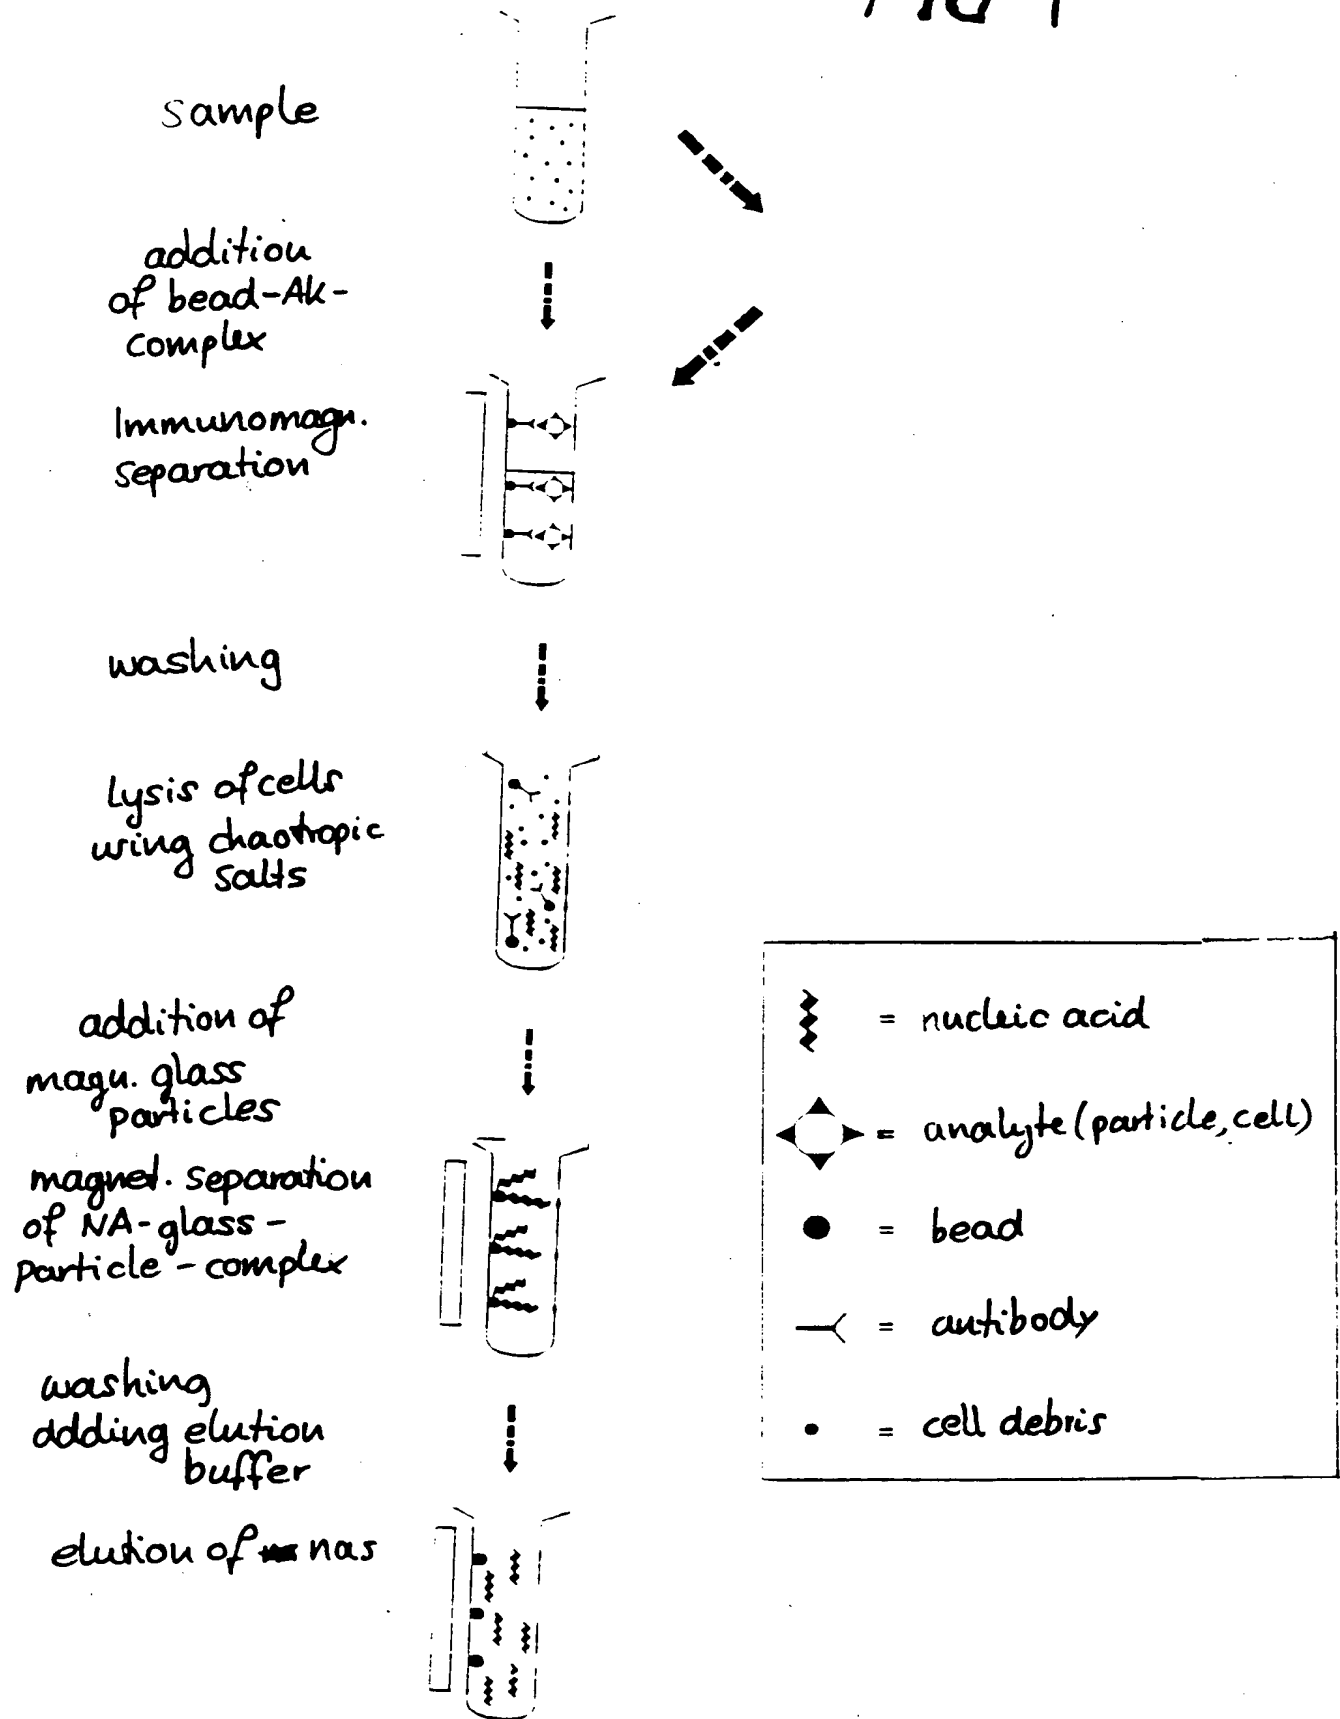 FIG 1
sample
addition
of bead-Ak-
complex
Immunomagn.
separation
washing
Lysis of cells
using chaotropic
salts
addition of
magn. glass
particles
magnet. separation
of NA-glass-
particle-complex
washing
adding elution
buffer
elution of nas
= nucleic acid
= analyte (particle, cell)
= bead
= antibody
= cell debris